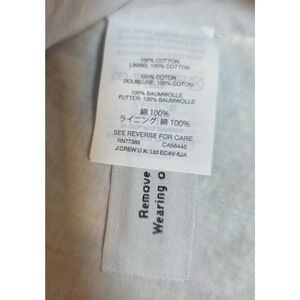 100% COTTON
LINING: 100% COTTON
100% COTON
DOUBLURE: 100% COTON
100% BAUMWOLLE
FUTTER: 100% BAUMWOLLE
綿 100%
ライニング: 綿 100%
SEE REVERSE FOR CARE
RN77388 CA56445
J.CREW U.K. Ltd EC4V 6JA
Remove
Wearing o